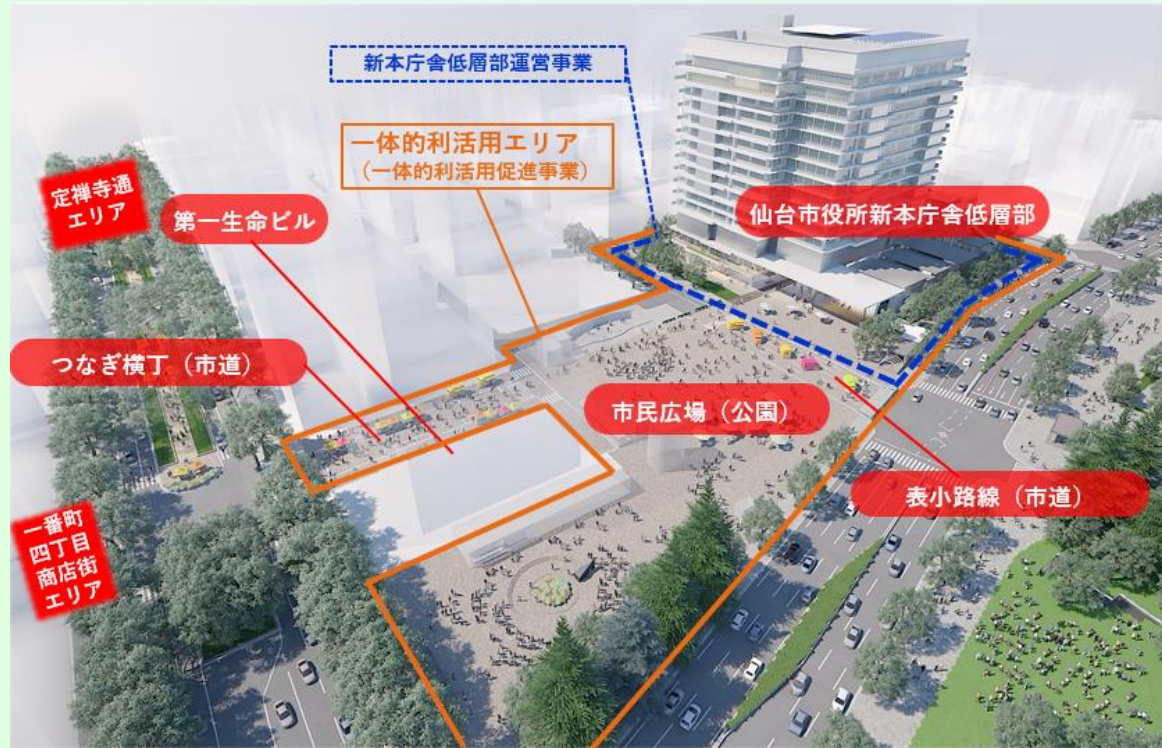 新本庁舎低層部運営事業
一体的利活用エリア
（一体的利活用促進事業）
定禅寺通
エリア
第一生命ビル
仙台市役所新本庁舎低層部
つなぎ横丁（市道）
市民広場（公園）
表小路線（市道）
一番町
四丁目
商店街
エリア